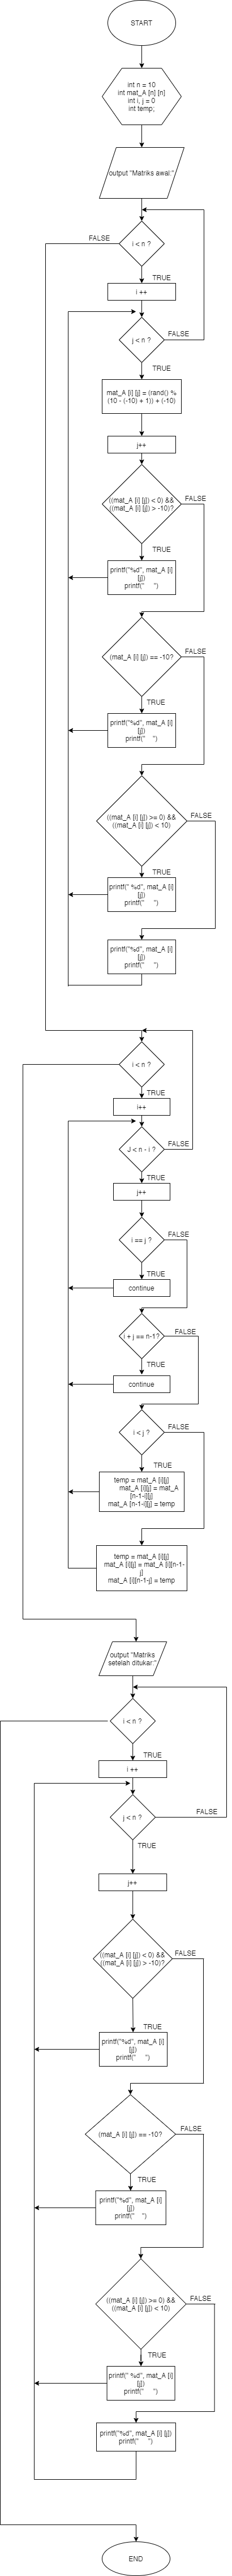 START
int n = 10
int mat_A [n] [n]
int i, j = 0
int temp;
output "Matriks awal:"
FALSE
i < n ?
TRUE
i ++
j < n ?
FALSE
TRUE
mat_A [i] [j] = (rand() %
(10 - (-10) + 1)) + (-10)
j++
((mat_A [i] [j]) < 0) &&
((mat_A [i] [j]) > -10)?
FALSE
TRUE
printf("%d", mat_A [i]
[j])
printf("     ")
(mat_A [i] [j]) == -10?
FALSE
TRUE
printf("%d", mat_A [i]
[j])
printf("     ")
((mat_A [i] [j]) >= 0) &&
((mat_A [i] [j]) < 10)
FALSE
TRUE
printf(" %d", mat_A [i]
[j])
printf("     ")
printf("%d", mat_A [i]
[j])
printf("     ")
i < n ?
TRUE
i++
J < n - i ?
FALSE
TRUE
j++
i == j ?
FALSE
TRUE
continue
i + j == n-1?
FALSE
TRUE
continue
i < j ?
FALSE
TRUE
temp = mat_A [i][j]
mat_A [i][j] = mat_A
[n-1-i][j]
mat_A [n-1-i][j] = temp
temp = mat_A [i][j]
mat_A [i][j] = mat_A [i][n-1-
j]
mat_A [i][n-1-j] = temp
output "Matriks
setelah ditukar:"
i < n ?
TRUE
i ++
j < n ?
FALSE
TRUE
j++
((mat_A [i] [j]) < 0) &&
((mat_A [i] [j]) > -10)?
FALSE
TRUE
printf("%d", mat_A [i]
[j])
printf("     ")
(mat_A [i] [j]) == -10?
FALSE
TRUE
printf("%d", mat_A [i]
[j])
printf("     ")
((mat_A [i] [j]) >= 0) &&
((mat_A [i] [j]) < 10)
FALSE
TRUE
printf(" %d", mat_A [i]
[j])
printf("     ")
printf("%d", mat_A [i] [j])
printf("     ")
END